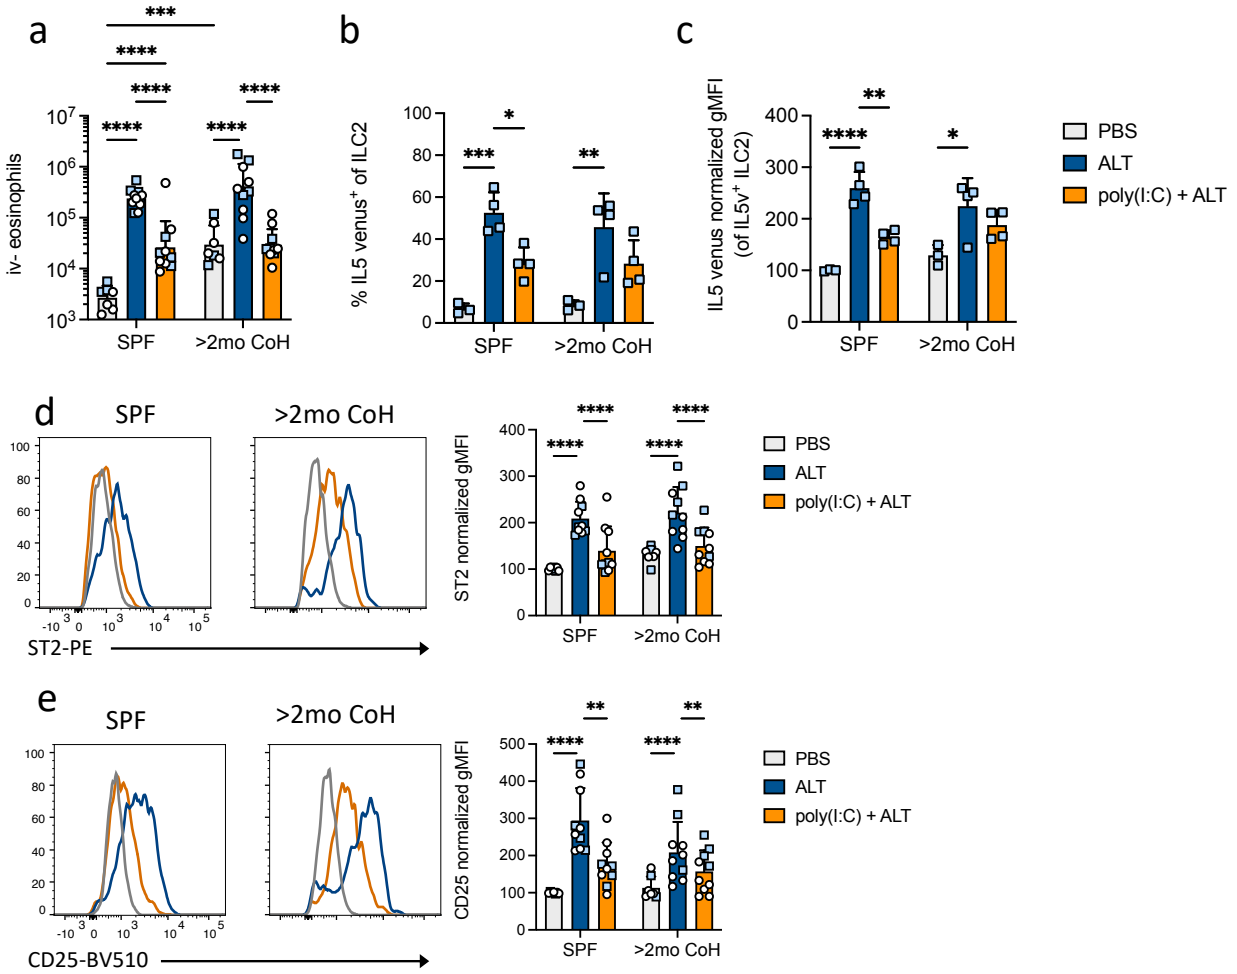 a
***
****
****
****
****
****
iv- eosinophils
10^7
10^6
10^5
10^4
10^3
SPF
>2mo CoH
b
% IL5 venus^+ of ILC2
100
80
60
40
20
0
***
*
**
SPF
>2mo CoH
c
IL5 venus normalized gMFI
(of IL5v^+ ILC2)
400
300
200
100
0
****
**
*
SPF
>2mo CoH
PBS
ALT
poly(I:C) + ALT
d
SPF
>2mo CoH
100
80
60
40
20
0
-10^3 0 10^3 10^4 10^5
ST2-PE
ST2 normalized gMFI
400
300
200
100
0
****
****
****
****
SPF
>2mo CoH
PBS
ALT
poly(I:C) + ALT
e
SPF
>2mo CoH
100
80
60
40
20
0
-10^3 0 10^3 10^4 10^5
CD25-BV510
CD25 normalized gMFI
500
400
300
200
100
0
****
**
****
**
SPF
>2mo CoH
PBS
ALT
poly(I:C) + ALT